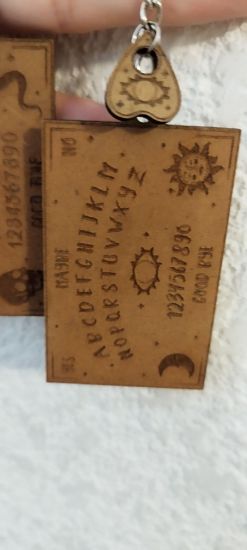 NO
MAYBE
YES
ABCDEFGHIJKLM
NOPQRSTUVWXYZ
1234567890
GOOD BYE
1234567890
GOOD BYE